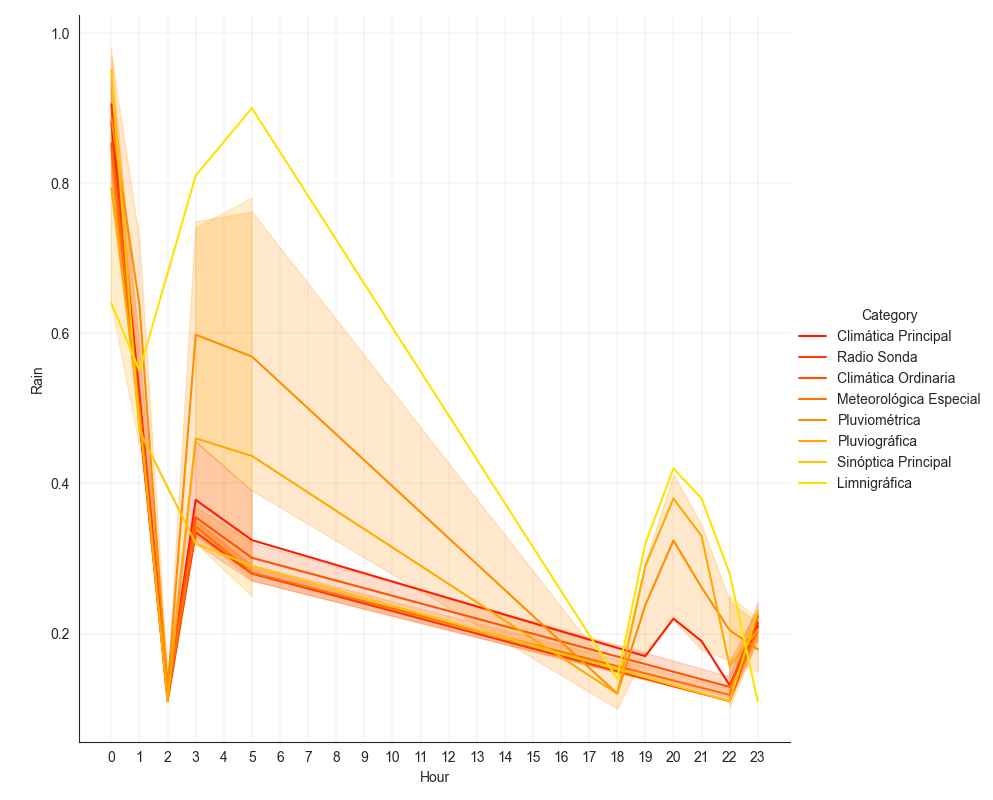 1.0
0.8
0.6
0.4
0.2
Rain
0 1 2 3 4 5 6 7 8 9 10 11 12 13 14 15 16 17 18 19 20 21 22 23
Hour
Category
Climática Principal
Radio Sonda
Climática Ordinaria
Meteorológica Especial
Pluviométrica
Pluviográfica
Sinóptica Principal
Limnigráfica